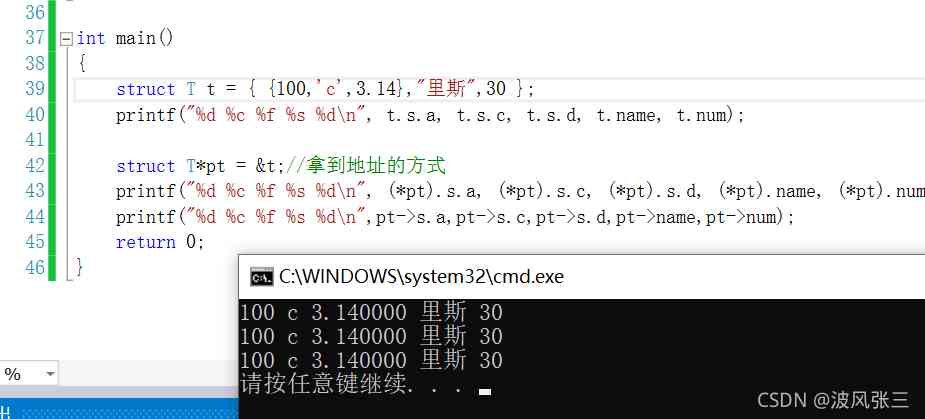 36
37 int main()
38 {
39 struct T t = { {100,'c',3.14},"里斯",30 };
40 printf("%d %c %f %s %d\n", t.s.a, t.s.c, t.s.d, t.name, t.num);
41
42 struct T*pt = &t;//拿到地址的方式
43 printf("%d %c %f %s %d\n", (*pt).s.a, (*pt).s.c, (*pt).s.d, (*pt).name, (*pt).num
44 printf("%d %c %f %s %d\n",pt->s.a,pt->s.c,pt->s.d,pt->name,pt->num);
45 return 0;
46 }
C:\WINDOWS\system32\cmd.exe
100 c 3.140000 里斯 30
100 c 3.140000 里斯 30
100 c 3.140000 里斯 30
请按任意键继续. . .
%
CSDN @波风张三